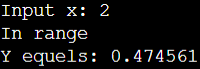 Input x: 2
In range
Y equels: 0.474561